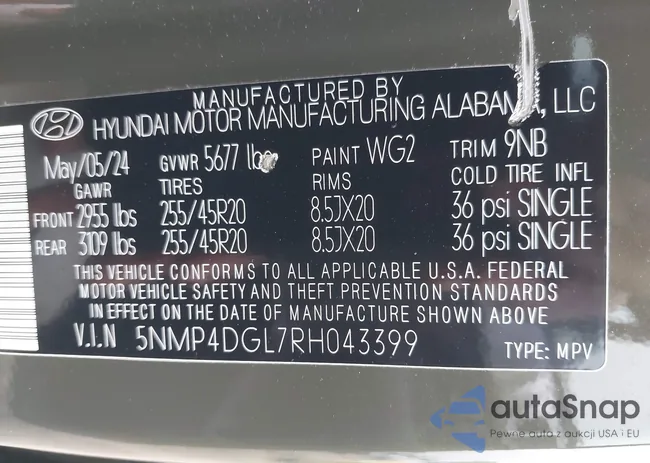 MANUFACTURED BY
HYUNDAI MOTOR MANUFACTURING ALABAMA, LLC
May/05/24 GVWR 5677 lbs PAINT WG2 TRIM 9NB
GAWR TIRES RIMS COLD TIRE INFL
FRONT 2955 lbs 255/45R20 8.5JX20 36 psi SINGLE
REAR 3109 lbs 255/45R20 8.5JX20 36 psi SINGLE
THIS VEHICLE CONFORMS TO ALL APPLICABLE U.S.A. FEDERAL
MOTOR VEHICLE SAFETY AND THEFT PREVENTION STANDARDS
IN EFFECT ON THE DATE OF MANUFACTURE SHOWN ABOVE
V.I.N 5NMP4DGL7RH043399 TYPE: MPV
autaSnap
Pewne auta z aukcji USA i EU